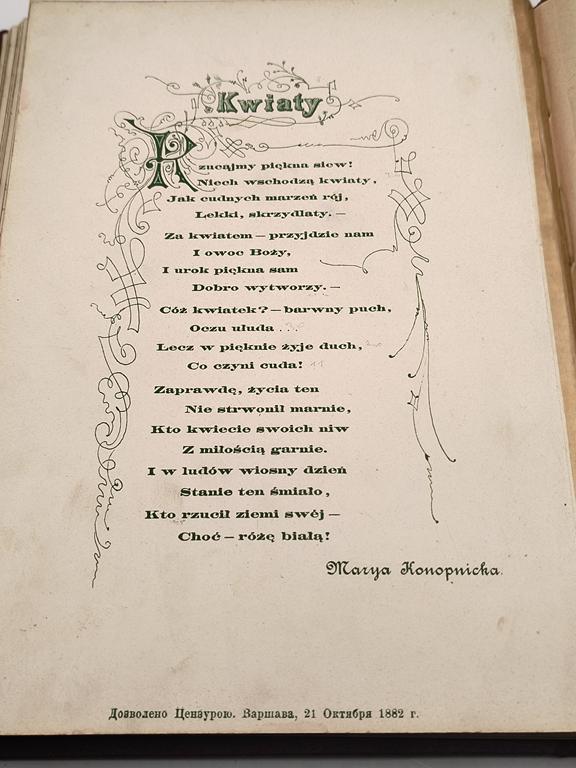 Kwiaty
Rzucajmy piękna siew!
Niech wschodzą kwiaty,
Jak cudnych marzeń rój,
Lekki, skrzydlaty. —
Za kwiatem — przyjdzie nam
I owoc Boży,
I urok piękna sam
Dobro wytworzy. —
Cóż kwiatek? — barwny puch,
Oczu ułuda . . .
Lecz w pięknie żyje duch,
Co czyni cuda!
Zaprawdę, życia ten
Nie strwonił marnie,
Kto kwiecie swoich niw
Z miłością garnie.
I w ludów wiosny dzień
Stanie ten śmiało,
Kto rzucił ziemi swéj —
Choć — różę białą!
Marya Konopnicka.
Дозволено Цензурою. Варшава, 21 Октября 1882 г.